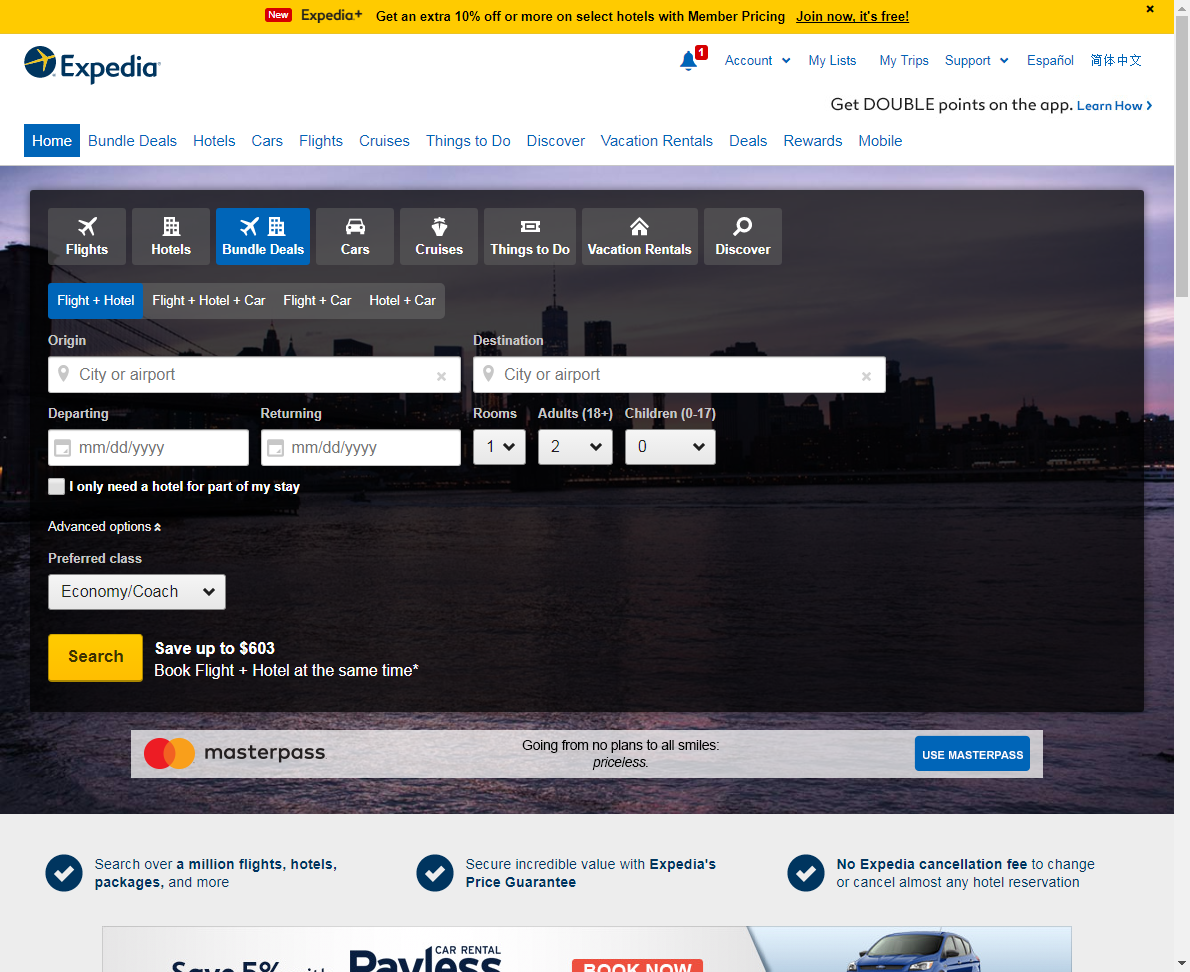 New Expedia+ Get an extra 10% off or more on select hotels with Member Pricing Join now, it's free!
Expedia
1 Account My Lists My Trips Support Español 简体中文
Get DOUBLE points on the app. Learn How
Home Bundle Deals Hotels Cars Flights Cruises Things to Do Discover Vacation Rentals Deals Rewards Mobile
Flights Hotels Bundle Deals Cars Cruises Things to Do Vacation Rentals Discover
Flight + Hotel Flight + Hotel + Car Flight + Car Hotel + Car
Origin Destination
City or airport City or airport
Departing Returning Rooms Adults (18+) Children (0-17)
mm/dd/yyyy mm/dd/yyyy 1 2 0
I only need a hotel for part of my stay
Advanced options
Preferred class
Economy/Coach
Search
Save up to $603
Book Flight + Hotel at the same time*
masterpass
Going from no plans to all smiles:
priceless.
USE MASTERPASS
Search over a million flights, hotels,
packages, and more
Secure incredible value with Expedia's
Price Guarantee
No Expedia cancellation fee to change
or cancel almost any hotel reservation
CAR RENTAL
Save 5% with Payless BOOK NOW